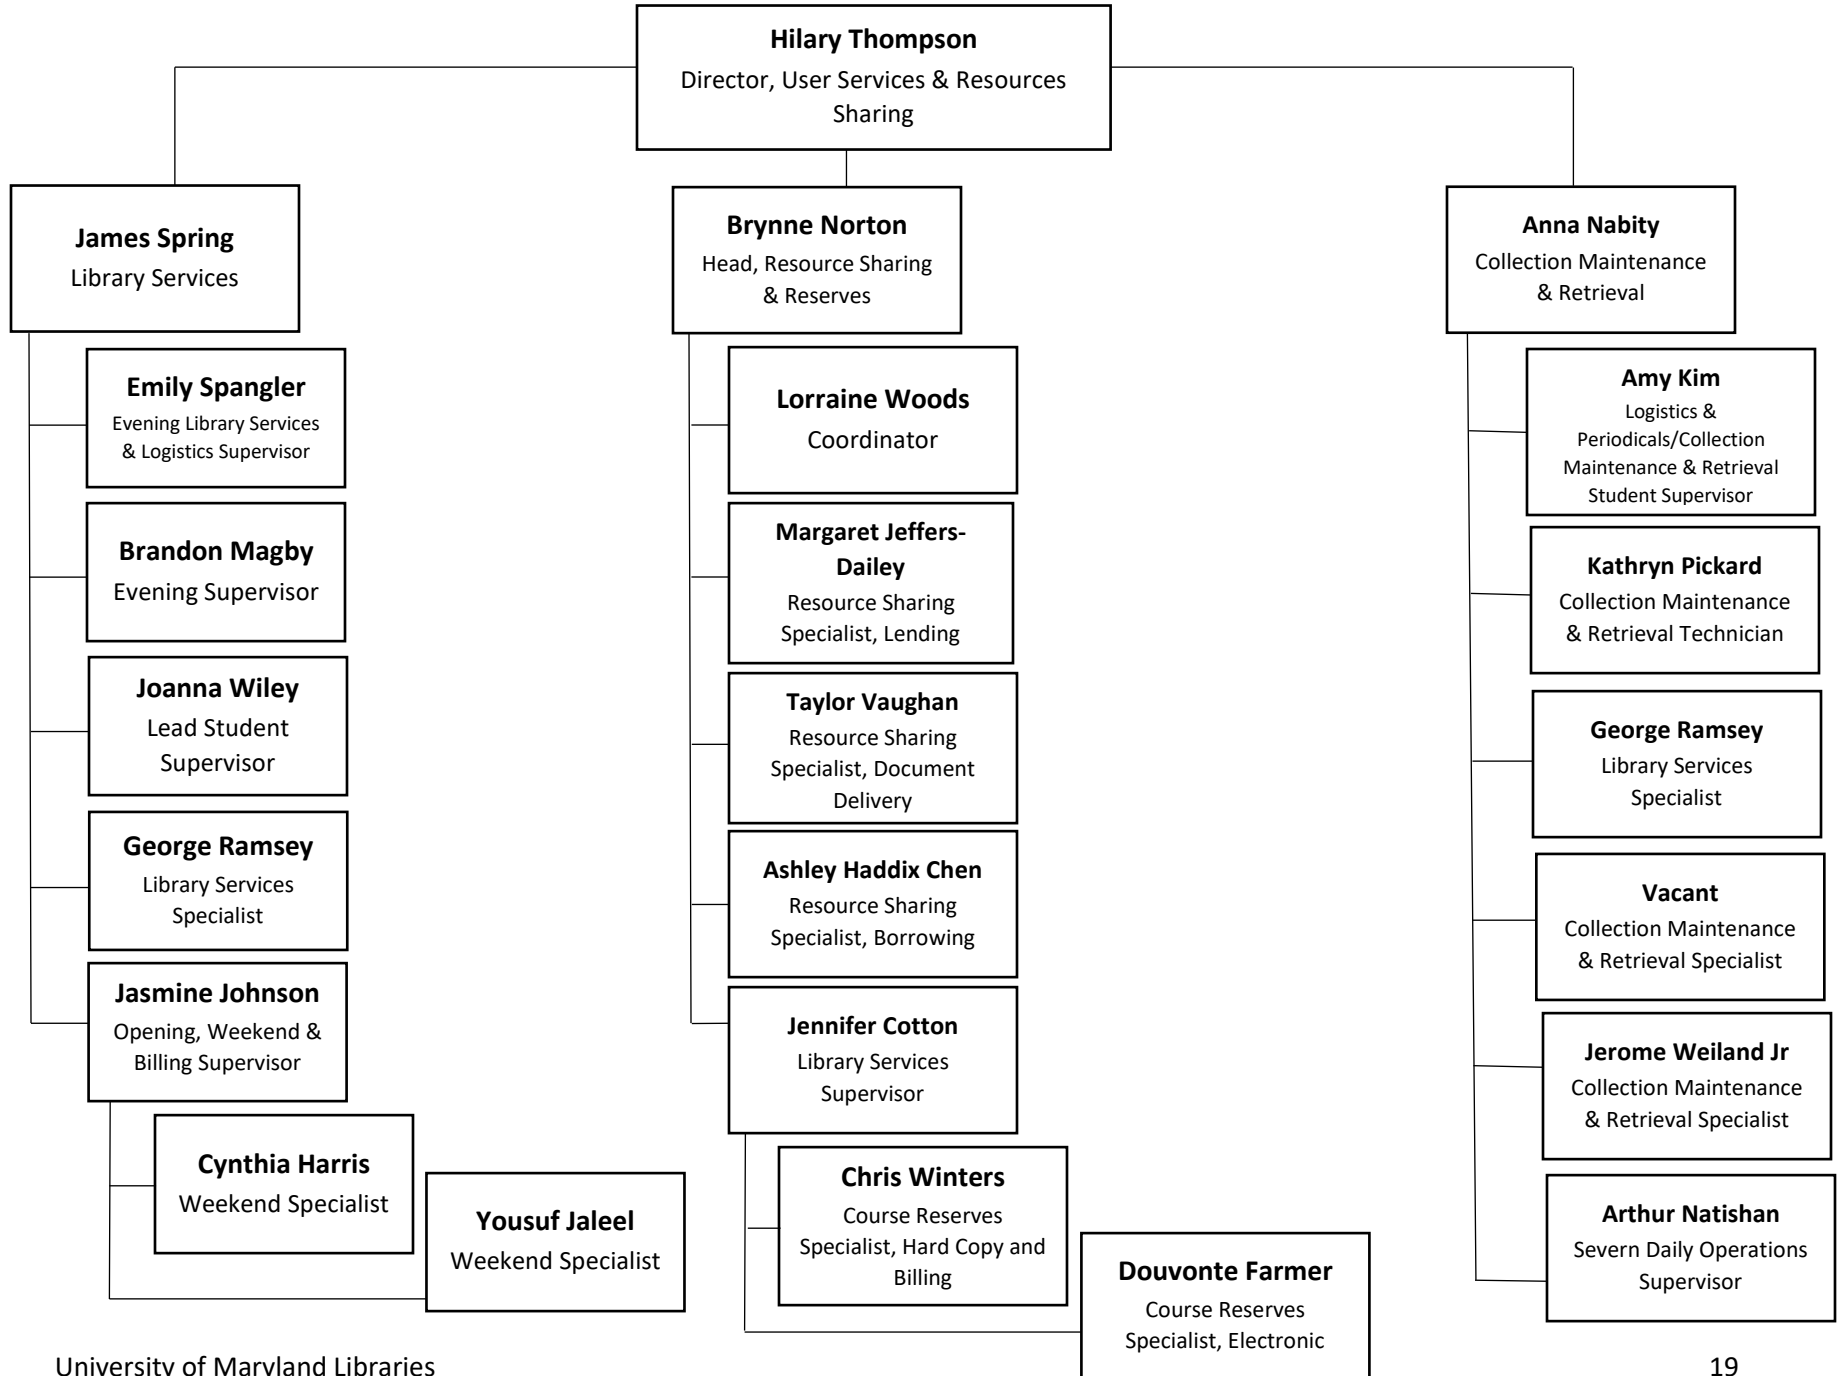 Hilary Thompson
Director, User Services & Resources
Sharing
James Spring
Library Services
Emily Spangler
Evening Library Services
& Logistics Supervisor
Brandon Magby
Evening Supervisor
Joanna Wiley
Lead Student
Supervisor
George Ramsey
Library Services
Specialist
Jasmine Johnson
Opening, Weekend &
Billing Supervisor
Cynthia Harris
Weekend Specialist
Yousuf Jaleel
Weekend Specialist
Brynne Norton
Head, Resource Sharing
& Reserves
Lorraine Woods
Coordinator
Margaret Jeffers-
Dailey
Resource Sharing
Specialist, Lending
Taylor Vaughan
Resource Sharing
Specialist, Document
Delivery
Ashley Haddix Chen
Resource Sharing
Specialist, Borrowing
Jennifer Cotton
Library Services
Supervisor
Chris Winters
Course Reserves
Specialist, Hard Copy and
Billing
Douvonte Farmer
Course Reserves
Specialist, Electronic
Anna Nabity
Collection Maintenance
& Retrieval
Amy Kim
Logistics &
Periodicals/Collection
Maintenance & Retrieval
Student Supervisor
Kathryn Pickard
Collection Maintenance
& Retrieval Technician
George Ramsey
Library Services
Specialist
Vacant
Collection Maintenance
& Retrieval Specialist
Jerome Weiland Jr
Collection Maintenance
& Retrieval Specialist
Arthur Natishan
Severn Daily Operations
Supervisor
University of Maryland Libraries
19